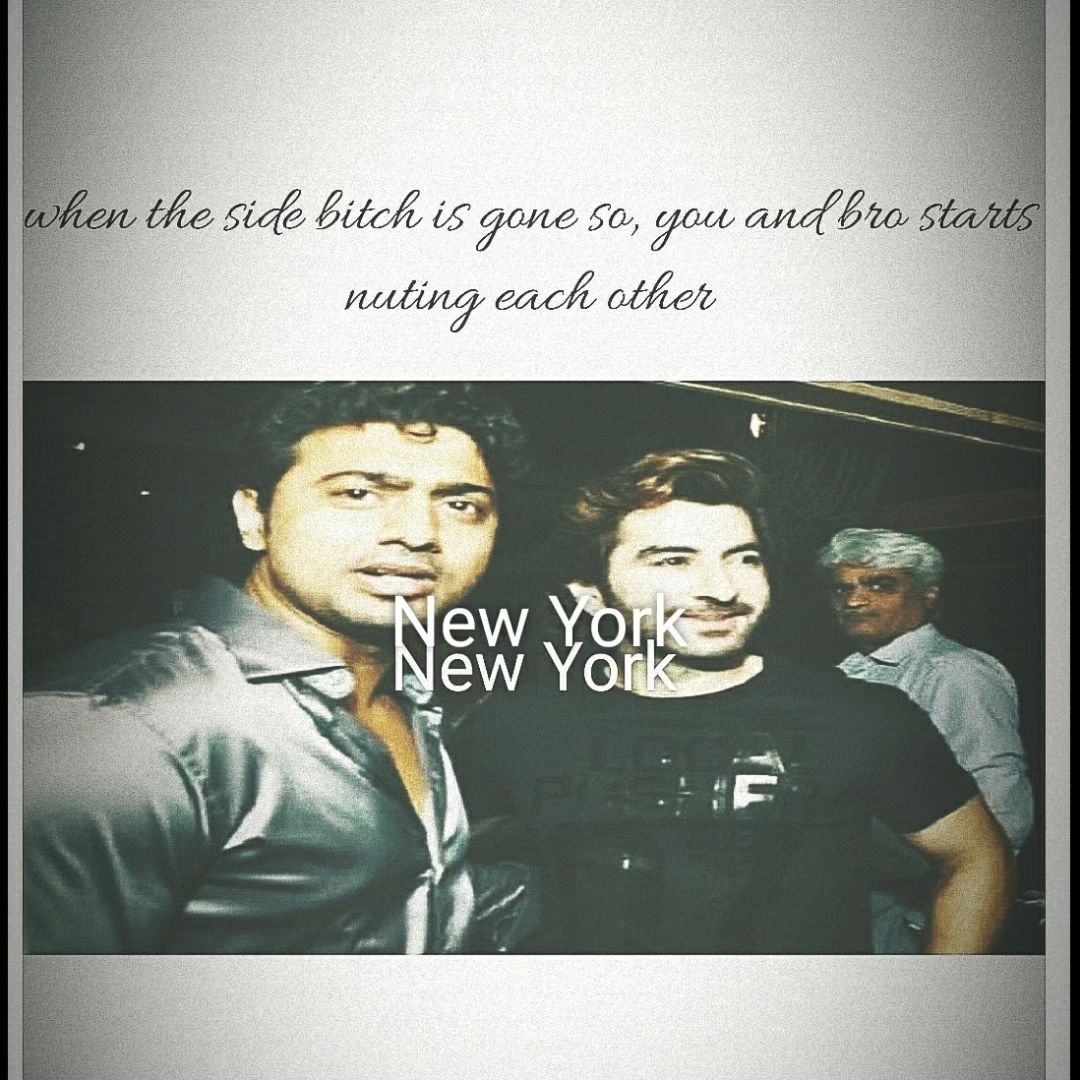 when the side bitch is gone so, you and bro starts
nuting each other
New York
New York